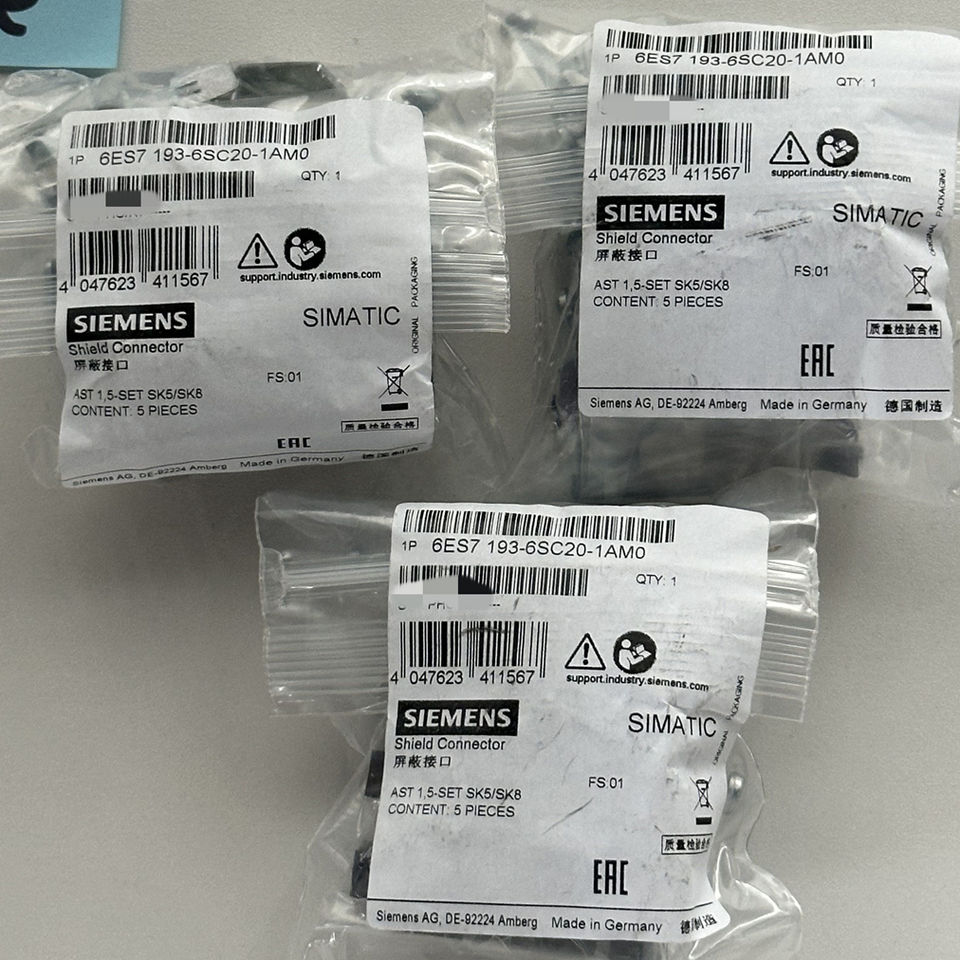 1P 6ES7 193-6SC20-1AM0
QTY: 1
4 047623 411567
support.industry.siemens.com
SIEMENS
SIMATIC
ORIGINAL PACKAGING
Shield Connector
屏蔽接口
FS:01
AST 1,5-SET SK5/SK8
CONTENT: 5 PIECES
质量检验合格
EAC
Siemens AG, DE-92224 Amberg Made in Germany 德国制造
1P 6ES7 193-6SC20-1AM0
QTY: 1
4 047623 411567
support.industry.siemens.com
SIEMENS
SIMATIC
ORIGINAL PACKAGING
Shield Connector
屏蔽接口
FS:01
AST 1,5-SET SK5/SK8
CONTENT: 5 PIECES
质量检验合格
EAC
Siemens AG, DE-92224 Amberg Made in Germany 德国制造
1P 6ES7 193-6SC20-1AM0
QTY: 1
4 047623 411567
support.industry.siemens.com
SIEMENS
SIMATIC
ORIGINAL PACKAGING
Shield Connector
屏蔽接口
FS:01
AST 1,5-SET SK5/SK8
CONTENT: 5 PIECES
质量检验合格
EAC
Siemens AG, DE-92224 Amberg Made in Germany 德国制造